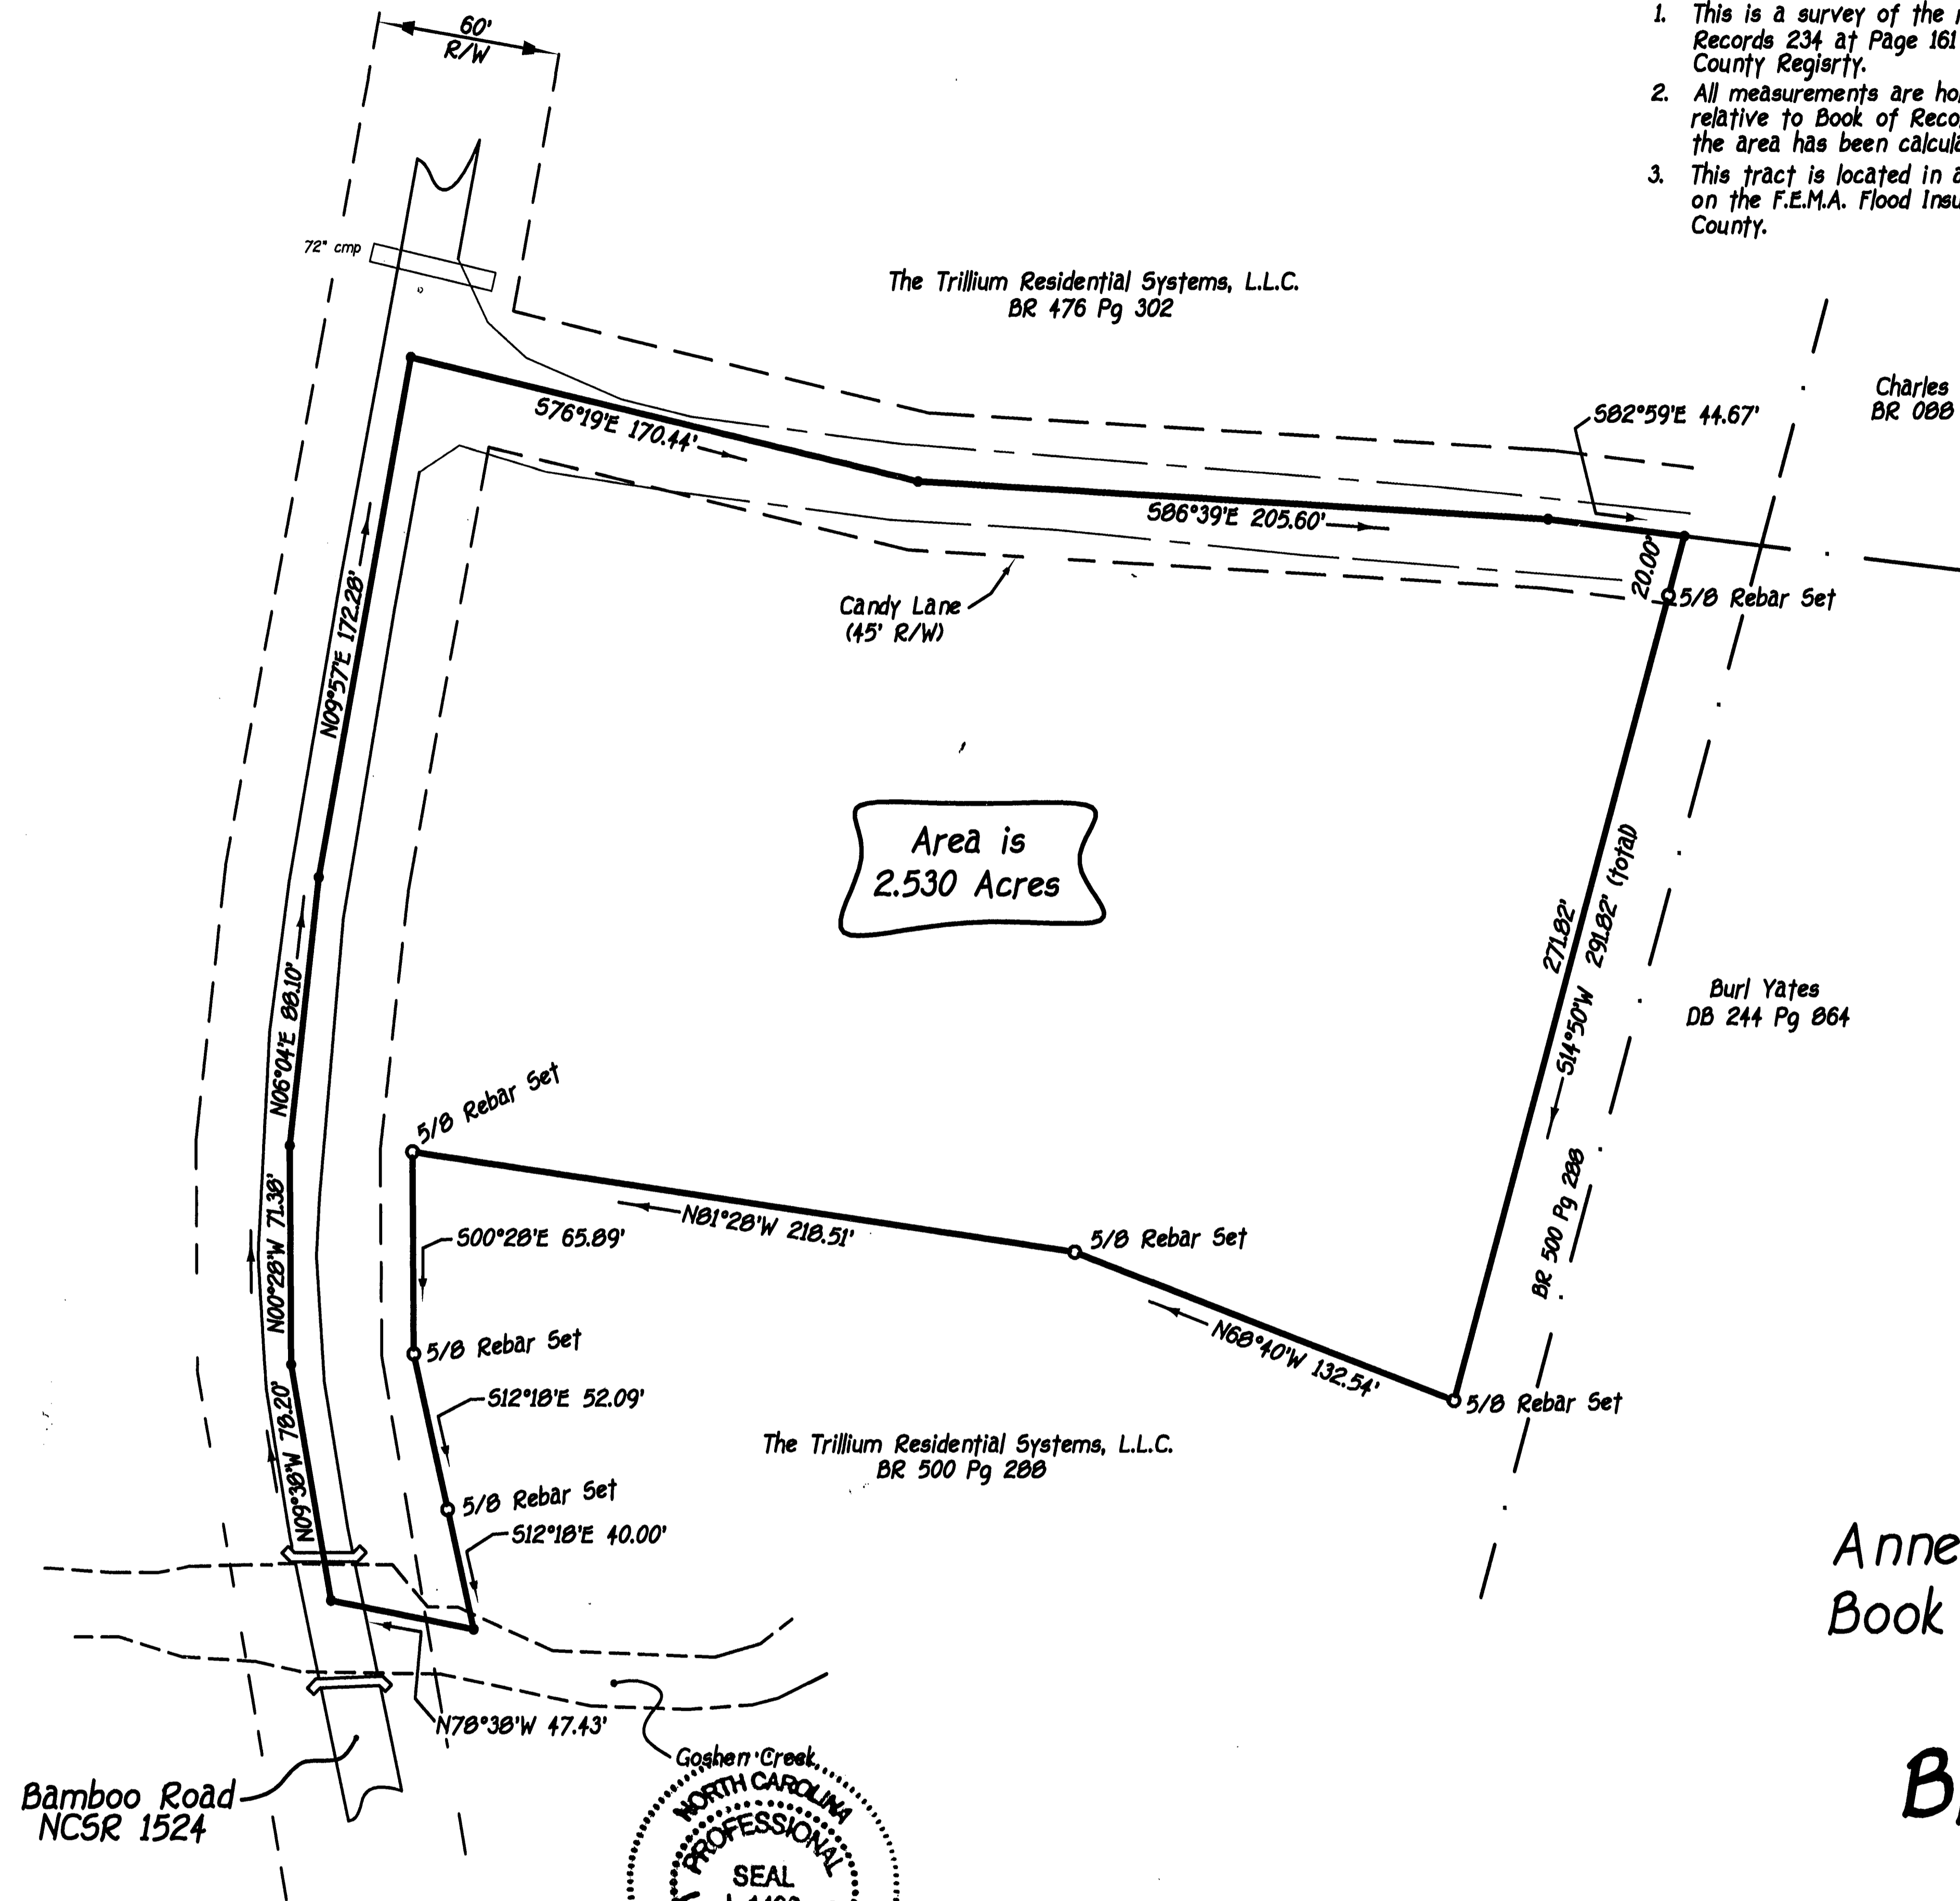 60'
R/W
1. This is a survey of the
Records 234 at Page 161
County Regisrty.
2. All measurements are
relative to Book of
the area has been
3. This tract is located in
on the F.E.M.A. Flood
County.
72" cmp
The Trillium Residential Systems, L.L.C.
BR 476 Pg 302
Charles
BR 088
S82°59'E 44.67'
S76°19'E 170.44'
S86°39'E 205.60'
20.00'
5/8 Rebar Set
Candy Lane
(45' R/W)
N09°57'E 172.28'
Area is
2.530 Acres
271.82'
S14°50'W 291.82' (total)
Burl Yates
DB 244 Pg 864
N06°04'E 88.10'
5/8 Rebar Set
N81°28'W 218.51'
5/8 Rebar Set
S00°28'E 65.89'
N00°28'W 71.38'
BR 500 Pg 288
N68°40'W 132.54'
5/8 Rebar Set
5/8 Rebar Set
S12°18'E 52.09'
N09°38'W 78.20'
The Trillium Residential Systems, L.L.C.
BR 500 Pg 288
5/8 Rebar Set
S12°18'E 40.00'
Anne
Book
N78°38'W 47.43'
Goshen Creek
Bamboo Road
NCSR 1524
NORTH CAROLINA
PROFESSIONAL
SEAL